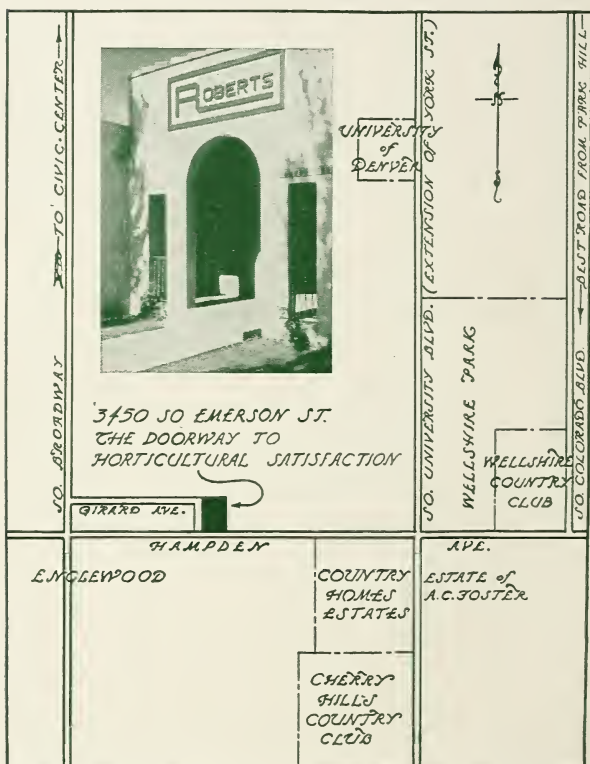 ROBERTS
TO CIVIC-CENTER
SO. BROADWAY
UNIVERSITY
of
DENVER
SO. UNIVERSITY BLVD. (EXTENSION OF YORK ST.)
N
S
BEST ROAD FROM PARK HILL
SO. COLORADO BLVD.
WELLSHIRE PARK
WELLSHIRE
COUNTRY
CLUB
3450 SO EMERSON ST.
THE DOORWAY TO
HORTICULTURAL SATISFACTION
GIRARD AVE.
HAMPDEN AVE.
ENGLEWOOD
COUNTRY
HOMES
ESTATES
ESTATE of
A.C. FOSTER
CHERRY
HILLS
COUNTRY
CLUB